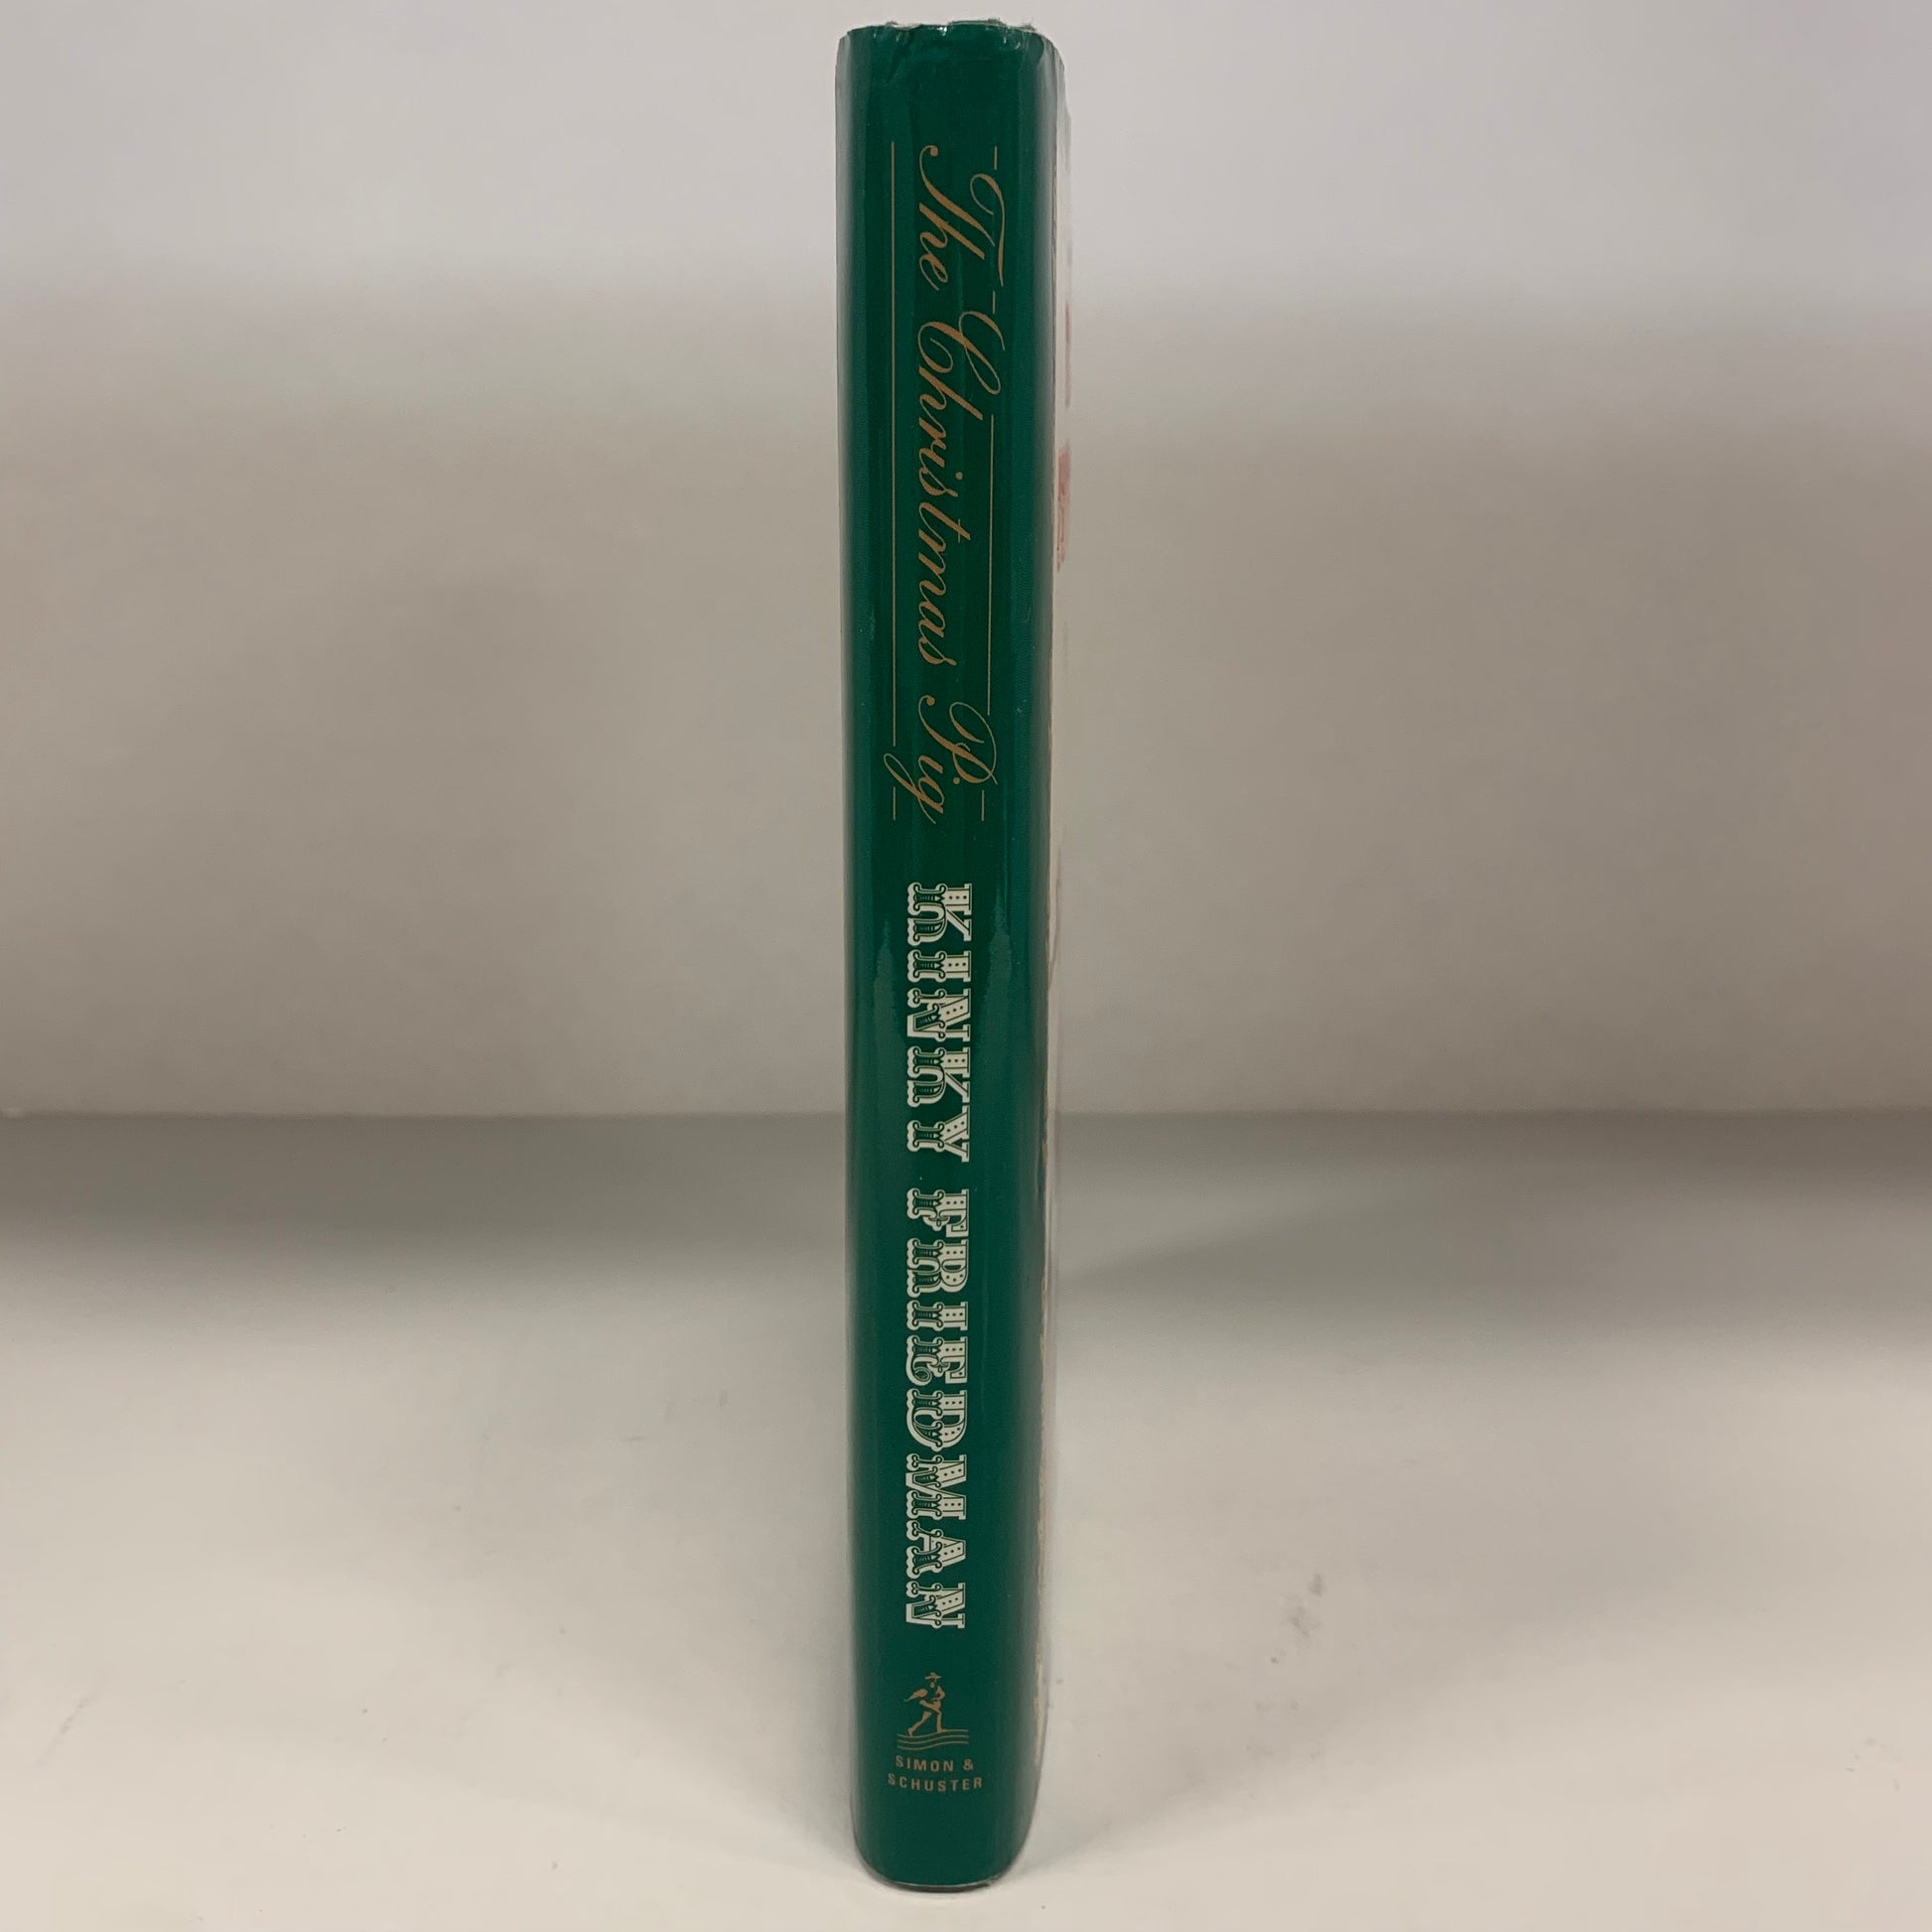 The Christmas Pig
KINKY FRIEDMAN
SIMON &
SCHUSTER